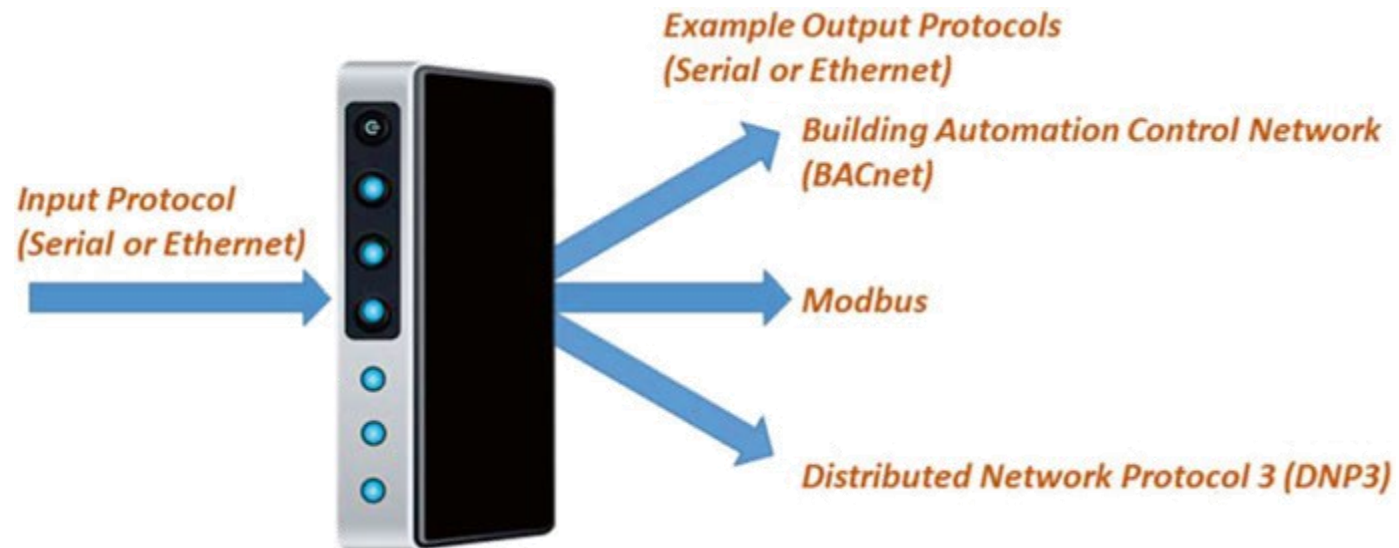 Example Output Protocols
(Serial or Ethernet)
Building Automation Control Network
(BACnet)
Input Protocol
(Serial or Ethernet)
Modbus
Distributed Network Protocol 3 (DNP3)